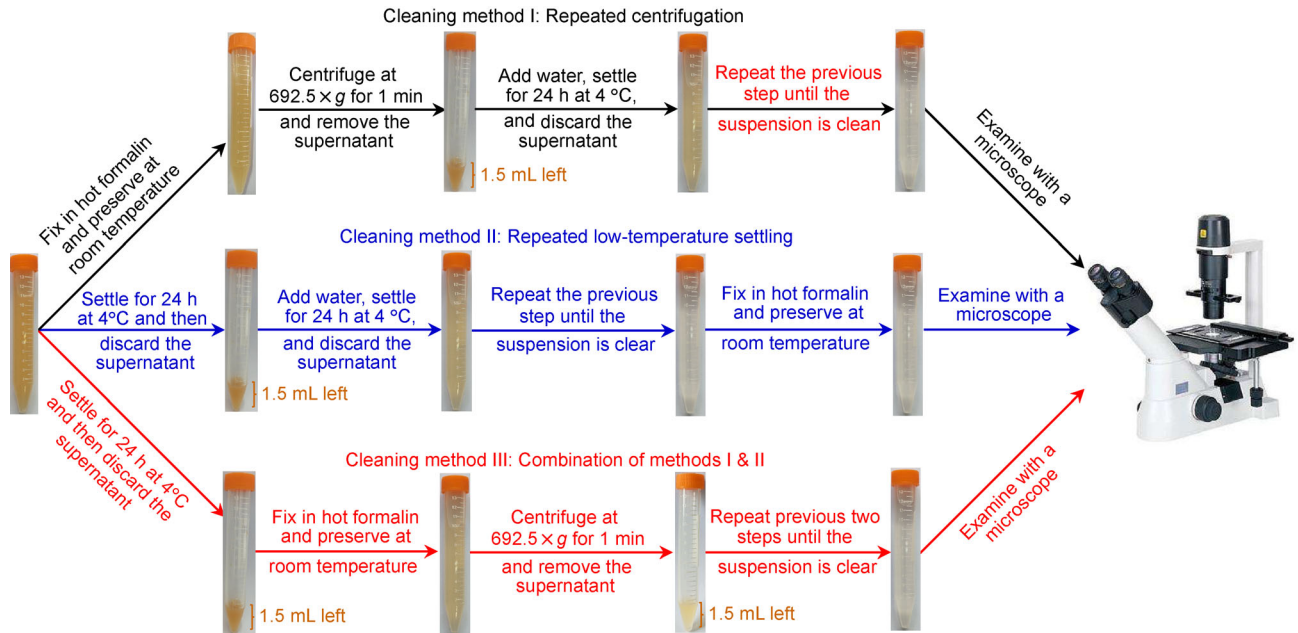 Cleaning method I: Repeated centrifugation
Centrifuge at
692.5 × g for 1 min
and remove the
supernatant
Add water, settle
for 24 h at 4 ºC,
and discard the
supernatant
Repeat the previous
step until the
suspension is clean
1.5 mL left
Fix in hot formalin
and preserve at
room temperature
Examine with a
microscope
Cleaning method II: Repeated low-temperature settling
Settle for 24 h
at 4ºC and then
discard the
supernatant
Add water, settle
for 24 h at 4 ºC,
and discard the
supernatant
Repeat the previous
step until the
suspension is clear
Fix in hot formalin
and preserve at
room temperature
Examine with a
microscope
1.5 mL left
Settle for 24 h at 4ºC
and then discard the
supernatant
Cleaning method III: Combination of methods I & II
Fix in hot formalin
and preserve at
room temperature
Centrifuge at
692.5 × g for 1 min
and remove the
supernatant
Repeat previous two
steps until the
suspension is clear
Examine with a
microscope
1.5 mL left
1.5 mL left